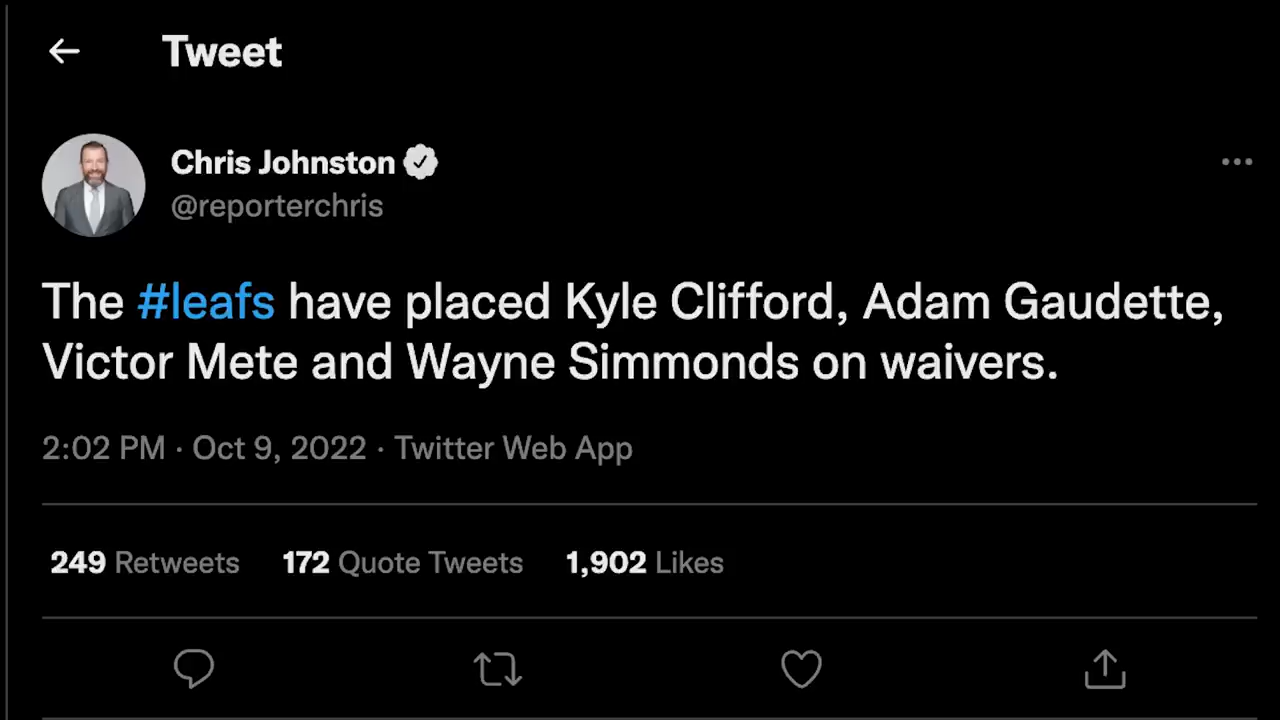 Tweet
Chris Johnston
@reporterchris
The #leafs have placed Kyle Clifford, Adam Gaudette,
Victor Mete and Wayne Simmonds on waivers.
2:02 PM · Oct 9, 2022 · Twitter Web App
249 Retweets 172 Quote Tweets 1,902 Likes